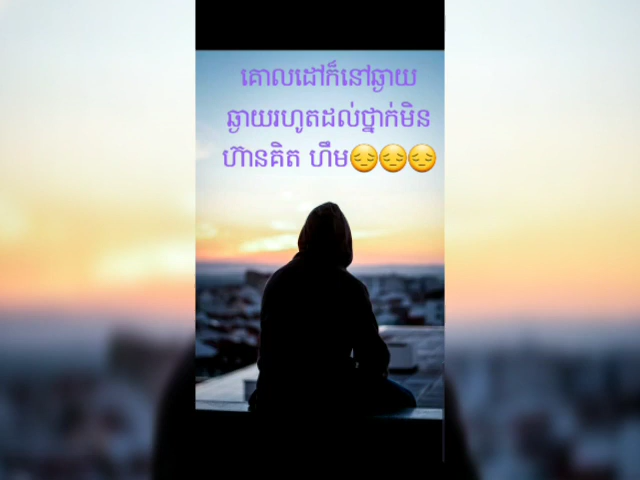 គោលដៅក៏នៅឆ្ងាយ
ឆ្ងាយរហូតដល់ថ្នាក់មិន
ហ៊ានគិត ហឹម😔😔😔